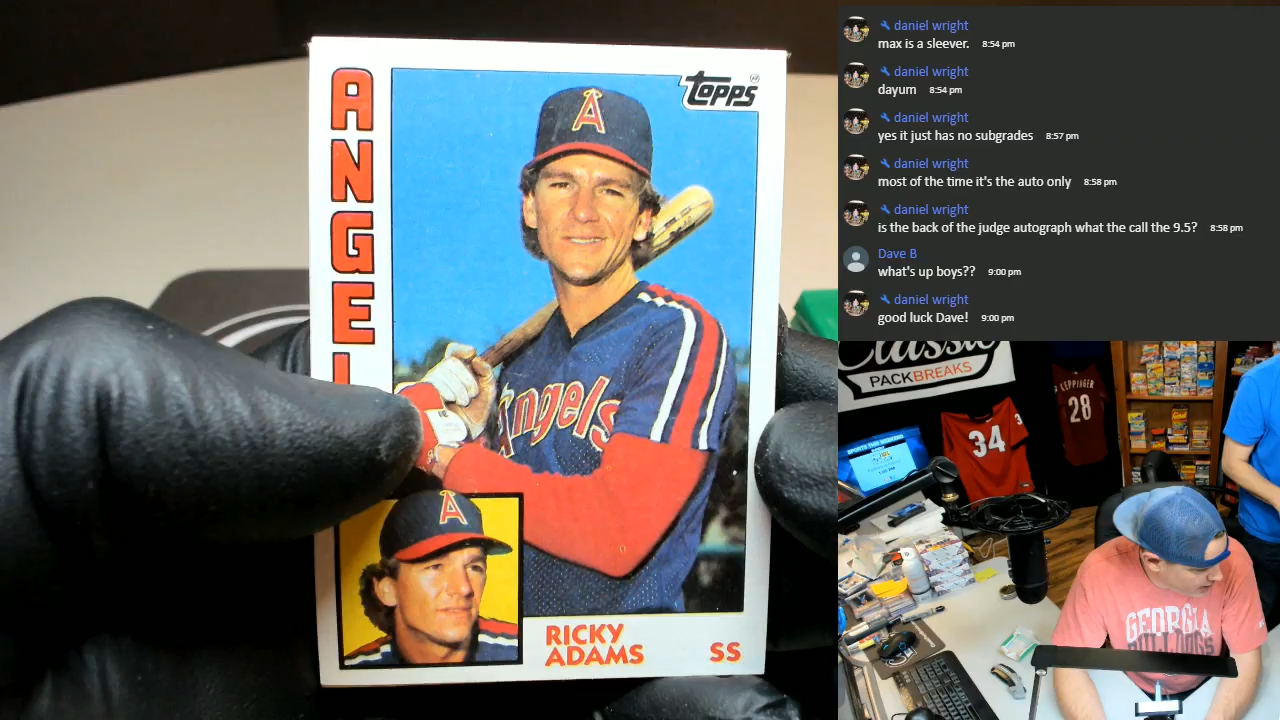 ANGEL
topps
A
Angels
A
RICKY
ADAMS
SS
daniel wright
max is a sleever. 8:54 pm
daniel wright
dayum 8:54 pm
daniel wright
yes it just has no subgrades 8:57 pm
daniel wright
most of the time it's the auto only 8:58 pm
daniel wright
is the back of the judge autograph what the call the 9.5? 8:58 pm
Dave B
what's up boys?? 9:00 pm
daniel wright
good luck Dave! 9:00 pm
Classic
PACKBREAKS
34
LEPPINGER
28
GEORGIA
BULLDOGS